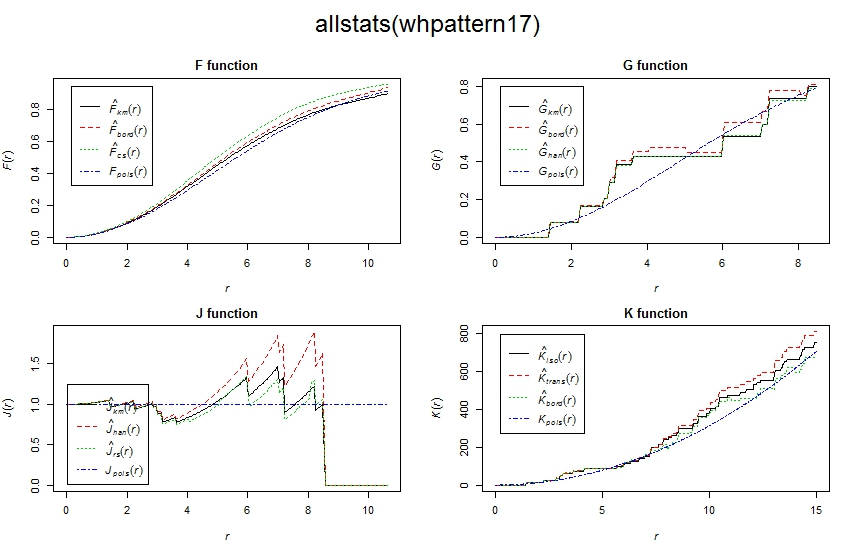 allstats(whpattern17)
F function
F̂km(r)
F̂bord(r)
F̂cs(r)
Fpois(r)
F(r)
0.0 0.2 0.4 0.6 0.8
0 2 4 6 8 10
r
G function
Ĝkm(r)
Ĝbord(r)
Ĝhan(r)
Gpois(r)
G(r)
0.0 0.2 0.4 0.6 0.8
0 2 4 6 8
r
J function
Ĵkm(r)
Ĵhan(r)
Ĵrs(r)
Jpois(r)
J(r)
0.0 0.5 1.0 1.5
0 2 4 6 8 10
r
K function
K̂iso(r)
K̂trans(r)
K̂bord(r)
Kpois(r)
K(r)
0 200 400 600 800
0 5 10 15
r